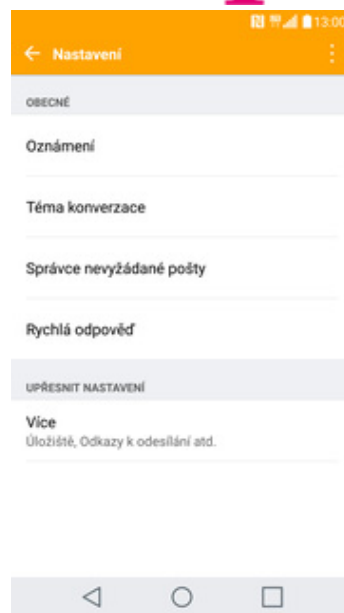 13:00
Nastavení
OBECNÉ
Oznámení
Téma konverzace
Správce nevyžádané pošty
Rychlá odpověď
UPŘESNIT NASTAVENÍ
Více
Úložiště, Odkazy k odesílání atd.